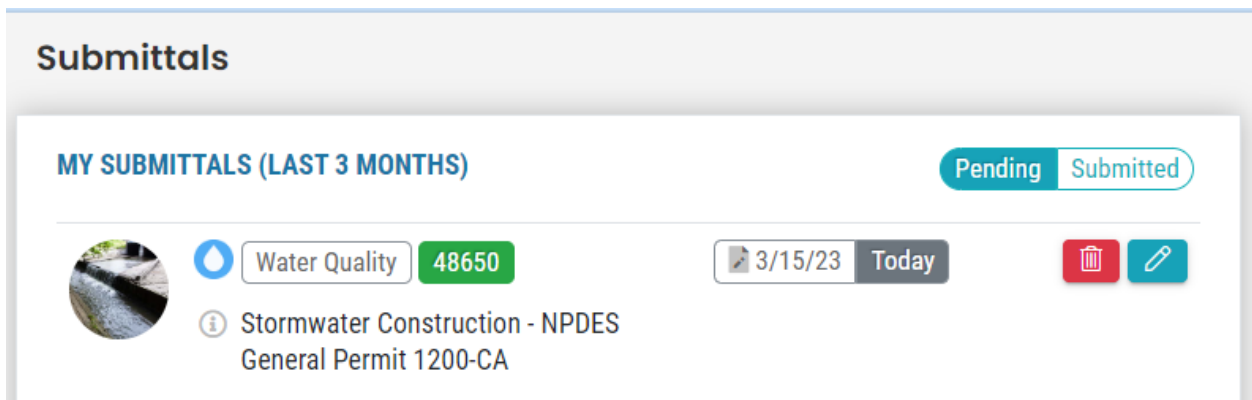 Submittals
MY SUBMITTALS (LAST 3 MONTHS)
Pending Submitted
Water Quality 48650 3/15/23 Today
Stormwater Construction - NPDES
General Permit 1200-CA